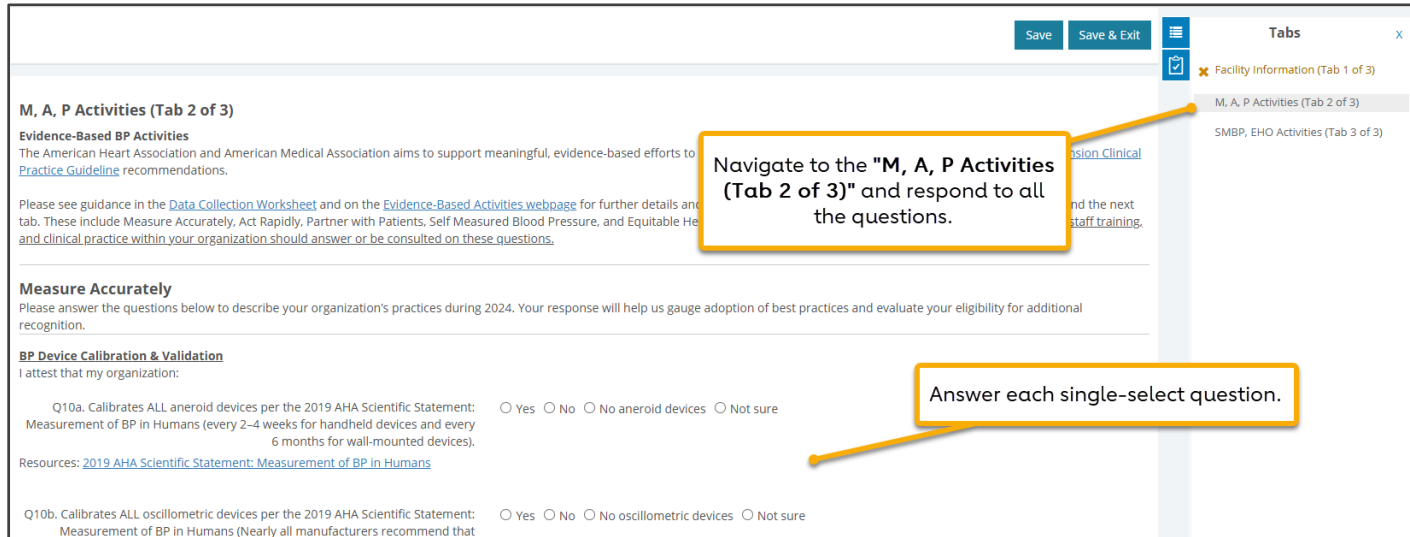 Save Save & Exit
Tabs x
Facility Information (Tab 1 of 3)
M, A, P Activities (Tab 2 of 3)
SMBP, EHO Activities (Tab 3 of 3)
M, A, P Activities (Tab 2 of 3)
Evidence-Based BP Activities
The American Heart Association and American Medical Association aims to support meaningful, evidence-based efforts to
Clinical
Practice Guideline recommendations.
Please see guidance in the Data Collection Worksheet and on the Evidence-Based Activities webpage for further details
the next
tab. These include Measure Accurately, Act Rapidly, Partner with Patients, Self Measured Blood Pressure, and Equitable
staff training,
and clinical practice within your organization should answer or be consulted on these questions.
Navigate to the "M, A, P Activities
(Tab 2 of 3)" and respond to all
the questions.
Measure Accurately
Please answer the questions below to describe your organization's practices during 2024. Your response will help us gauge adoption of best practices and evaluate your eligibility for additional
recognition.
BP Device Calibration & Validation
I attest that my organization:
Answer each single-select question.
Q10a. Calibrates ALL aneroid devices per the 2019 AHA Scientific Statement: Yes No No aneroid devices Not sure
Measurement of BP in Humans (every 2–4 weeks for handheld devices and every
6 months for wall-mounted devices).
Resources: 2019 AHA Scientific Statement: Measurement of BP in Humans
Q10b. Calibrates ALL oscillometric devices per the 2019 AHA Scientific Statement: Yes No No oscillometric devices Not sure
Measurement of BP in Humans (Nearly all manufacturers recommend that